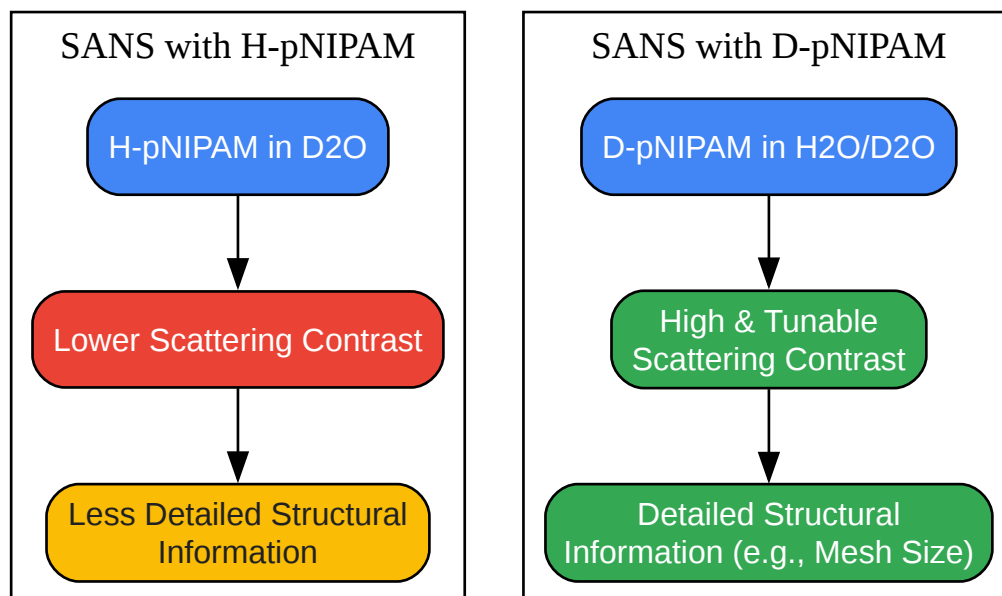 SANS with H-pNIPAM
H-pNIPAM in D2O
Lower Scattering Contrast
Less Detailed Structural
Information
SANS with D-pNIPAM
D-pNIPAM in H2O/D2O
High & Tunable
Scattering Contrast
Detailed Structural
Information (e.g., Mesh Size)